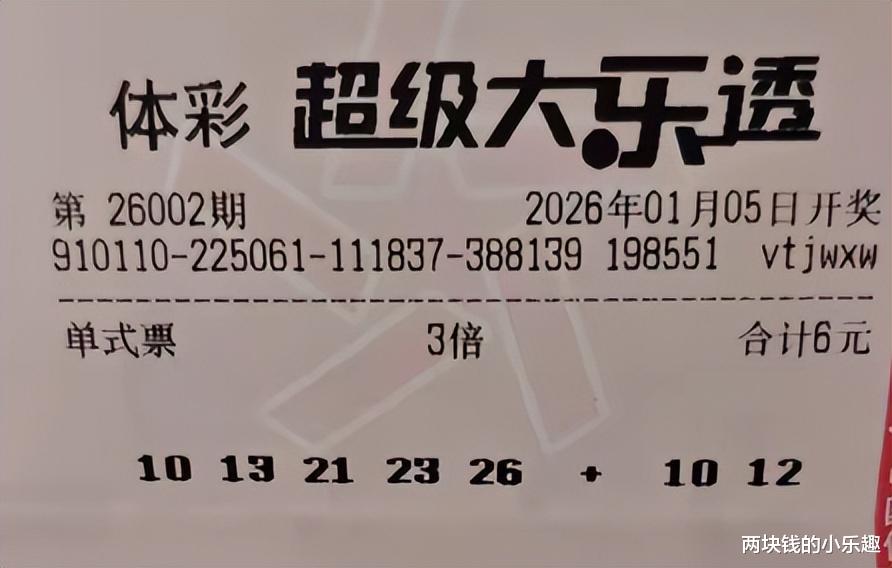 体彩 超级大乐透
第 26002期 2026年01月05日开奖
910110-225061-111837-388139 198551 vtjwxw
单式票 3倍 合计6元
10 13 21 23 26 + 10 12
两块钱的小乐趣